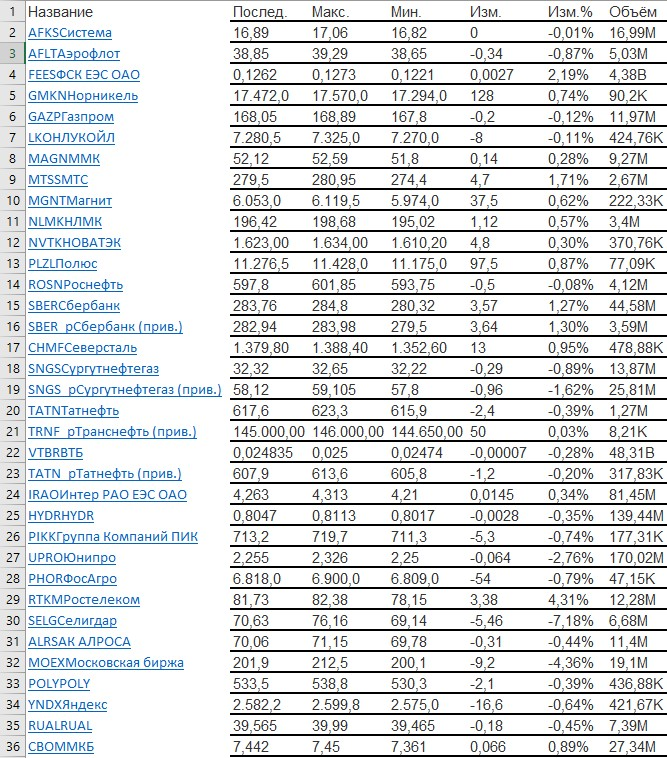 1 Название Послед. Макс. Мин. Изм. Изм.% Объём
2 AFKSСистема 16,89 17,06 16,82 0 -0,01% 16,99M
3 AFLTАэрофлот 38,85 39,29 38,65 -0,34 -0,87% 5,03M
4 FEESФСК ЕЭС ОАО 0,1262 0,1273 0,1221 0,0027 2,19% 4,38B
5 GMKNНорникель 17.472,0 17.570,0 17.294,0 128 0,74% 90,2K
6 GAZPГазпром 168,05 168,89 167,8 -0,2 -0,12% 11,97M
7 LKOHЛУКОЙЛ 7.280,5 7.325,0 7.270,0 -8 -0,11% 424,76K
8 MAGNММК 52,12 52,59 51,8 0,14 0,28% 9,27M
9 MTSSМТС 279,5 280,95 274,4 4,7 1,71% 2,67M
10 MGNTМагнит 6.053,0 6.119,5 5.974,0 37,5 0,62% 222,33K
11 NLMKНЛМК 196,42 198,68 195,02 1,12 0,57% 3,4M
12 NVTKНОВАТЭК 1.623,00 1.634,00 1.610,20 4,8 0,30% 370,76K
13 PLZLПолюс 11.276,5 11.428,0 11.175,0 97,5 0,87% 77,09K
14 ROSNРоснефть 597,8 601,85 593,75 -0,5 -0,08% 4,12M
15 SBERСбербанк 283,76 284,8 280,32 3,57 1,27% 44,58M
16 SBER_pСбербанк (прив.) 282,94 283,98 279,5 3,64 1,30% 3,59M
17 CHMFСеверсталь 1.379,80 1.388,40 1.352,60 13 0,95% 478,88K
18 SNGSСургутнефтегаз 32,32 32,65 32,22 -0,29 -0,89% 13,87M
19 SNGS_pСургутнефтегаз (прив.) 58,12 59,105 57,8 -0,96 -1,62% 25,81M
20 TATNТатнефть 617,6 623,3 615,9 -2,4 -0,39% 1,27M
21 TRNF_pТранснефть (прив.) 145.000,00 146.000,00 144.650,00 50 0,03% 8,21K
22 VTBRВТБ 0,024835 0,025 0,02474 -0,00007 -0,28% 48,31B
23 TATN_pТатнефть (прив.) 607,9 613,6 605,8 -1,2 -0,20% 317,83K
24 IRAOИнтер РАО ЕЭС ОАО 4,263 4,313 4,21 0,0145 0,34% 81,45M
25 HYDRHYDR 0,8047 0,8113 0,8017 -0,0028 -0,35% 139,44M
26 PIKKГруппа Компаний ПИК 713,2 719,7 711,3 -5,3 -0,74% 177,31K
27 UPROЮнипро 2,255 2,326 2,25 -0,064 -2,76% 170,02M
28 PHORФосАгро 6.818,0 6.900,0 6.809,0 -54 -0,79% 47,15K
29 RTKMРостелеком 81,73 82,38 78,15 3,38 4,31% 12,28M
30 SELGСелигдар 70,63 76,16 69,14 -5,46 -7,18% 6,68M
31 ALRSАК АЛРОСА 70,06 71,15 69,78 -0,31 -0,44% 11,4M
32 MOEXМосковская биржа 201,9 212,5 200,1 -9,2 -4,36% 19,1M
33 POLYPOLY 533,5 538,8 530,3 -2,1 -0,39% 436,88K
34 YNDXЯндекс 2.582,2 2.599,8 2.575,0 -16,6 -0,64% 421,67K
35 RUALRUAL 39,565 39,99 39,465 -0,18 -0,45% 7,39M
36 CBOMМКБ 7,442 7,45 7,361 0,066 0,89% 27,34M